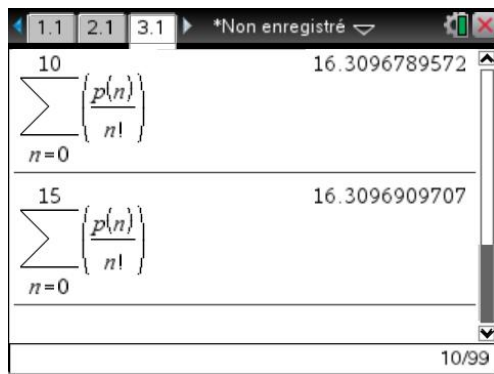 1.1 2.1 3.1 *Non enregistré
10
∑ (p(n)/n!) 16.3096789572
n=0
15
∑ (p(n)/n!) 16.3096909707
n=0
10/99